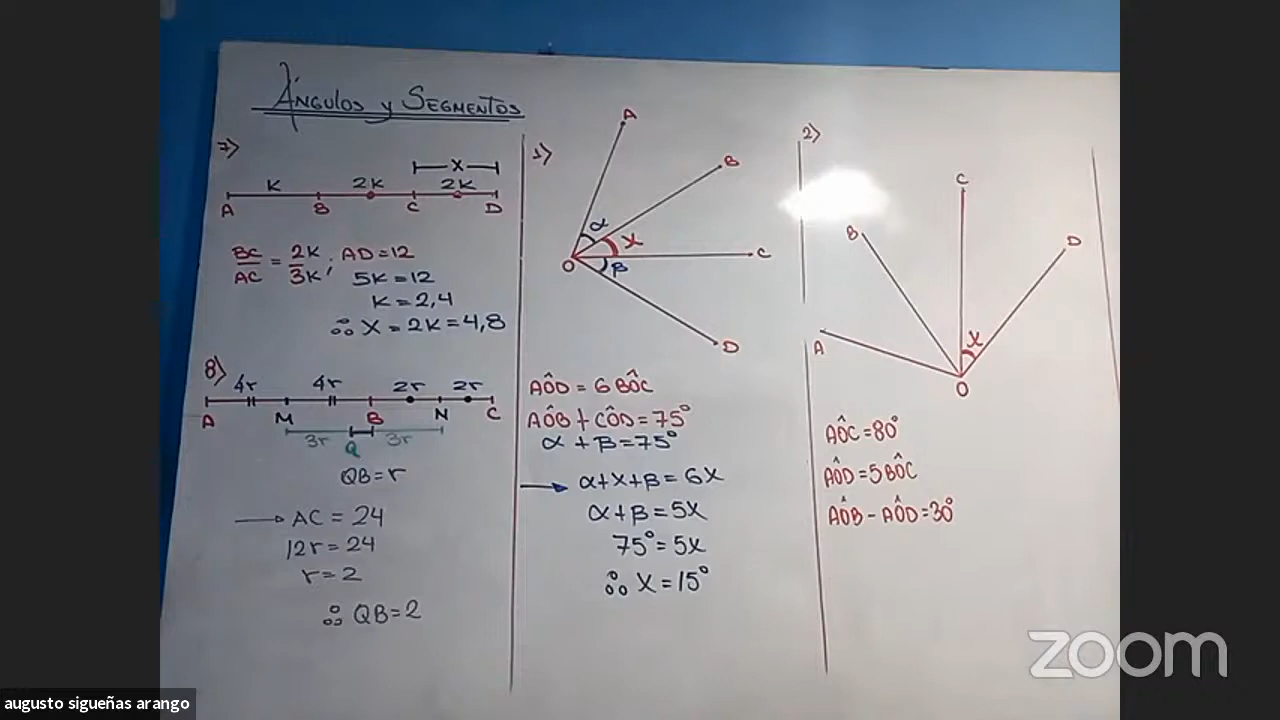 Ángulos y Segmentos
7)
X
K 2K 2K
A B C D
BC/AC = 2K/3K ; AD = 12
5K = 12
K = 2,4
∴ X = 2K = 4,8
8)
4r 4r 2r 2r
A M B N C
3r Q 3r
QB = r
→ AC = 24
12r = 24
r = 2
∴ QB = 2
1)
A
B
α
X
O C
β
D
AÔD = 6 BÔC
AÔB + CÔD = 75°
α + β = 75°
α + X + β = 6X
α + β = 5X
75° = 5X
∴ X = 15°
2)
C
B D
A X
O
AÔC = 80°
AÔD = 5 BÔC
AÔB - AÔD = 30°
zoom
augusto sigueñas arango